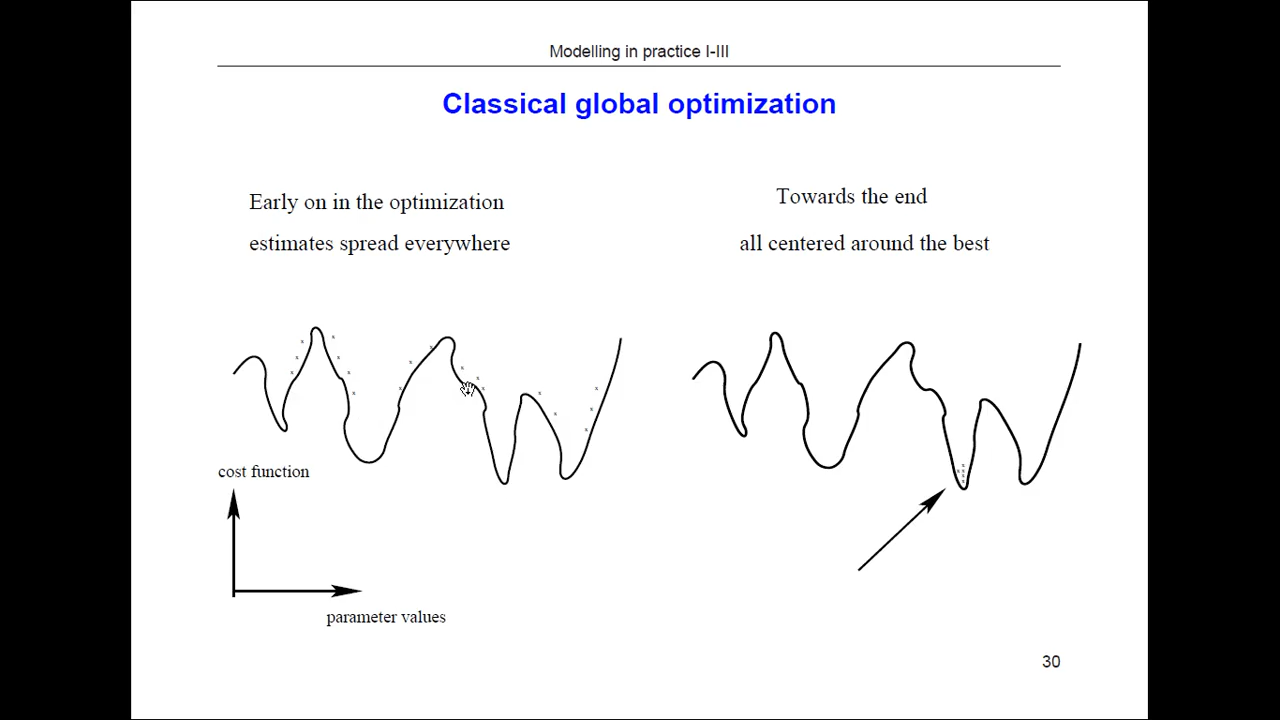 Modelling in practice I-III
Classical global optimization
Early on in the optimization
estimates spread everywhere
Towards the end
all centered around the best
cost function
parameter values
30